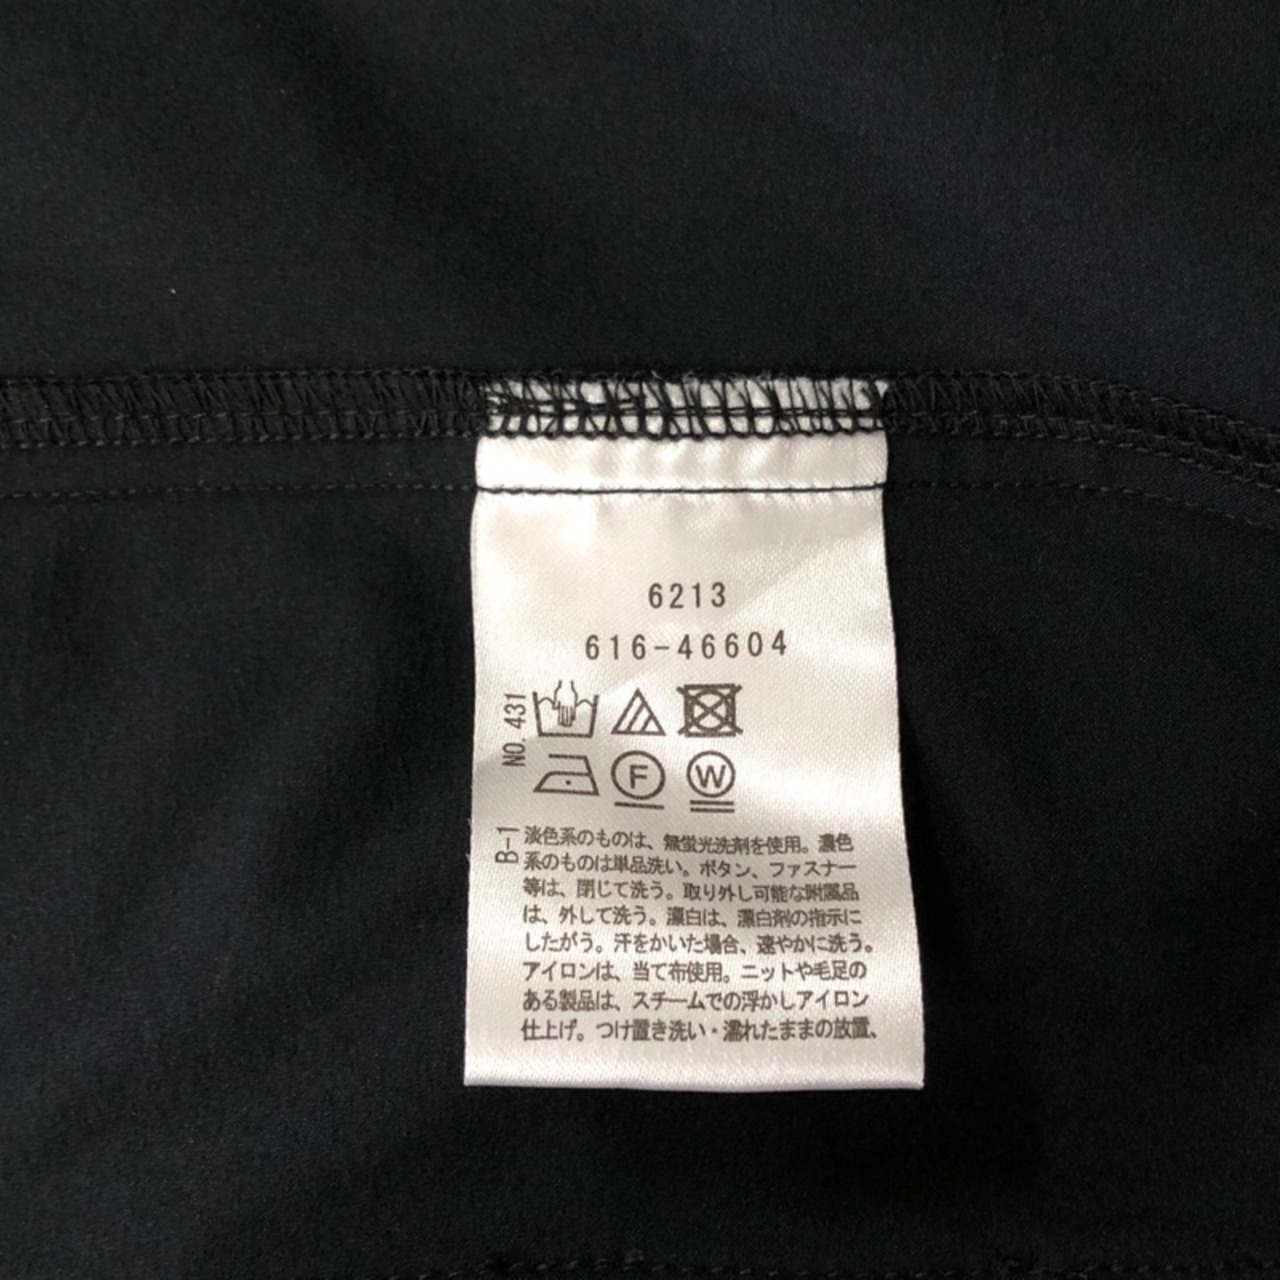 6213
616-46604
NO. 431
F W
B-1
淡色系のものは、無蛍光洗剤を使用。濃色
系のものは単品洗い。ボタン、ファスナー
等は、閉じて洗う。取り外し可能な附属品
は、外して洗う。漂白は、漂白剤の指示に
したがう。汗をかいた場合、速やかに洗う。
アイロンは、当て布使用。ニットや毛足の
ある製品は、スチームでの浮かしアイロン
仕上げ。つけ置き洗い・濡れたままの放置、